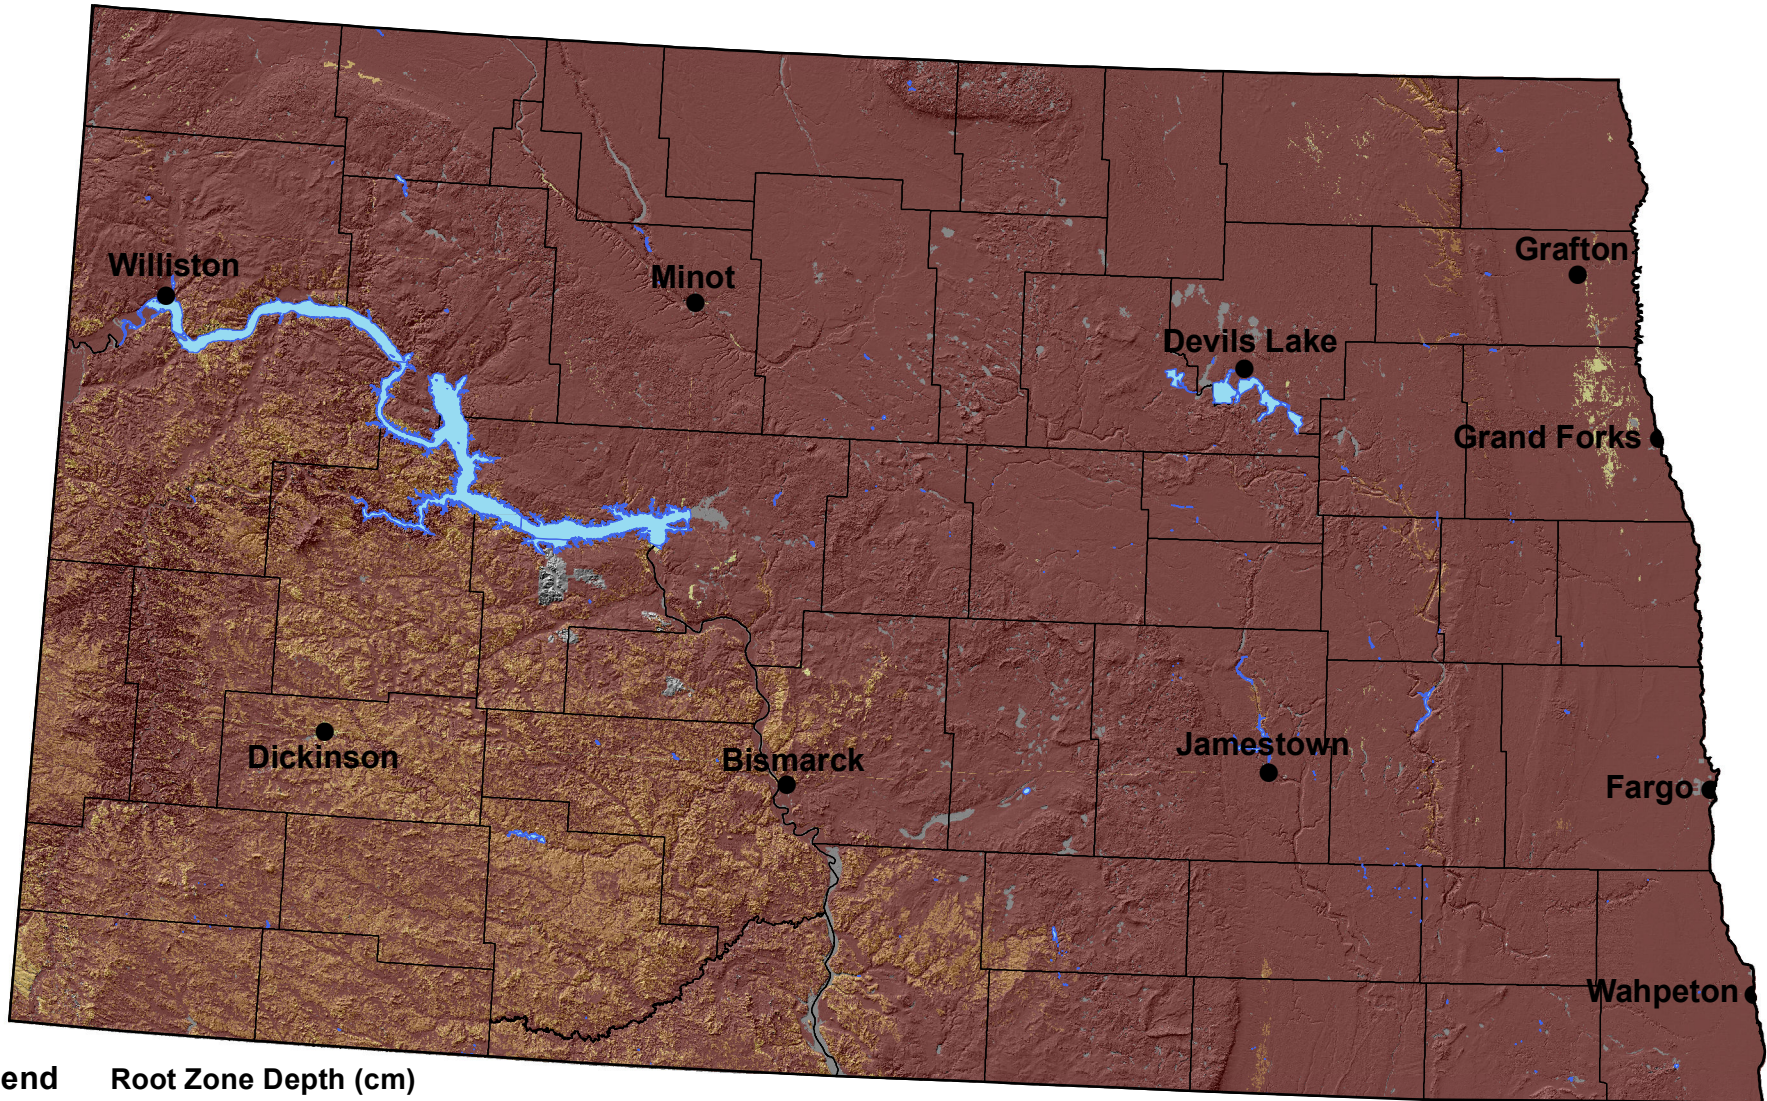 Grafton
Williston
Minot
Devils Lake
Grand Forks
Dickinson
Bismarck
Jamestown
Fargo
Wahpeton
end Root Zone Depth (cm)